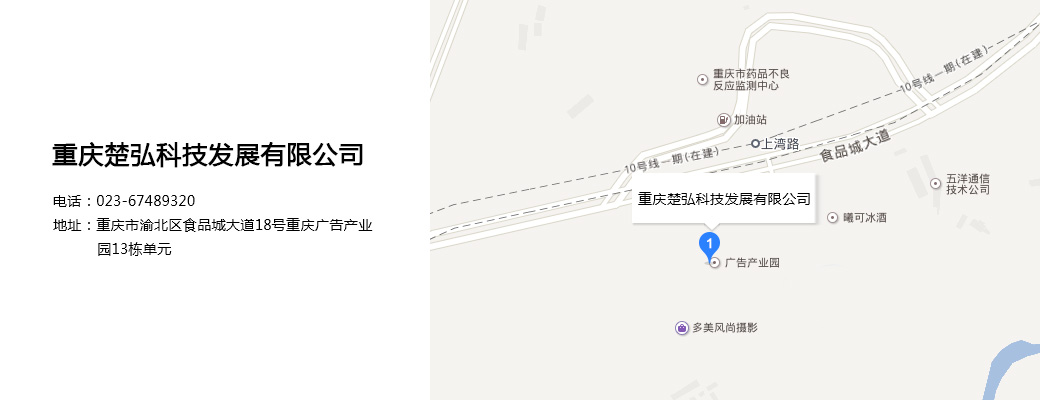 重庆楚弘科技发展有限公司
电话：023-67489320
地址：重庆市渝北区食品城大道18号重庆广告产业
园13栋单元
重庆市药品不良
反应监测中心
10号线一期(在建)
加油站
上湾路
食品城大道
10号线一期(在建)
五洋通信
技术公司
重庆楚弘科技发展有限公司
曦可冰酒
1
广告产业园
多美风尚摄影